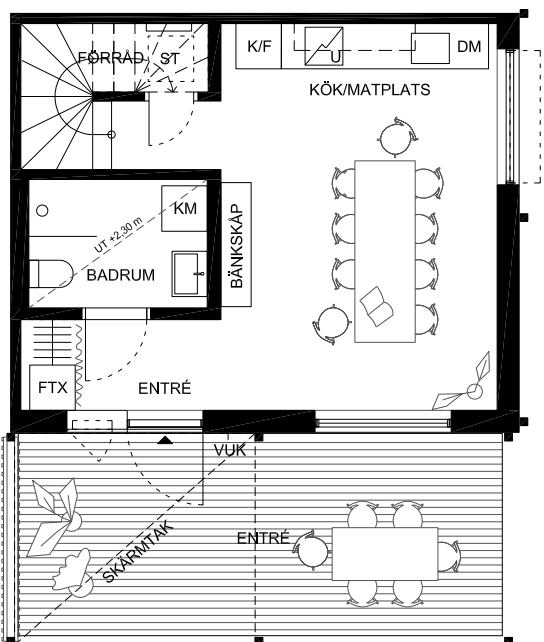 FÖRRÅD
ST
K/F
U
DM
KÖK/MATPLATS
KM
UT +2,30 m
BÄNKSKÅP
BADRUM
FTX
ENTRÉ
VUK
ENTRÉ
SKÄRMTAK